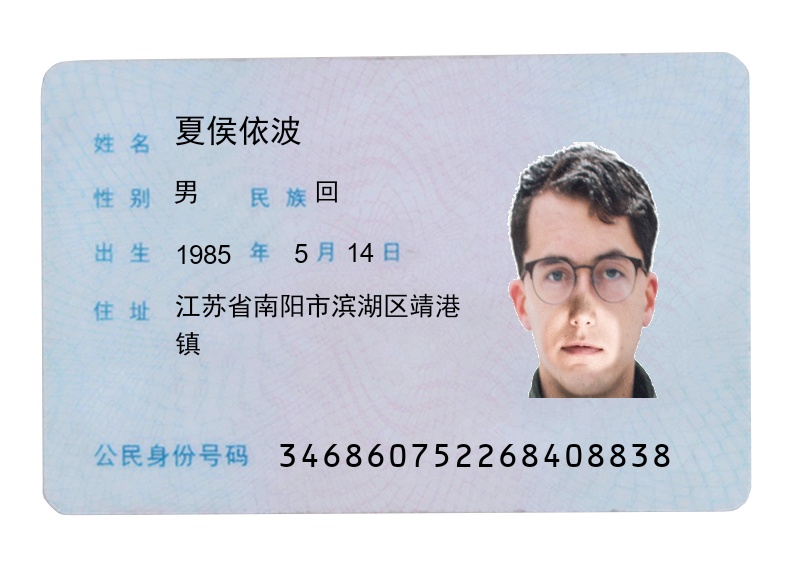 姓名 夏侯依波
性别 男 民族 回
出生 1985 年 5 月 14 日
住址 江苏省南阳市滨湖区靖港
镇
公民身份号码 346860752268408838